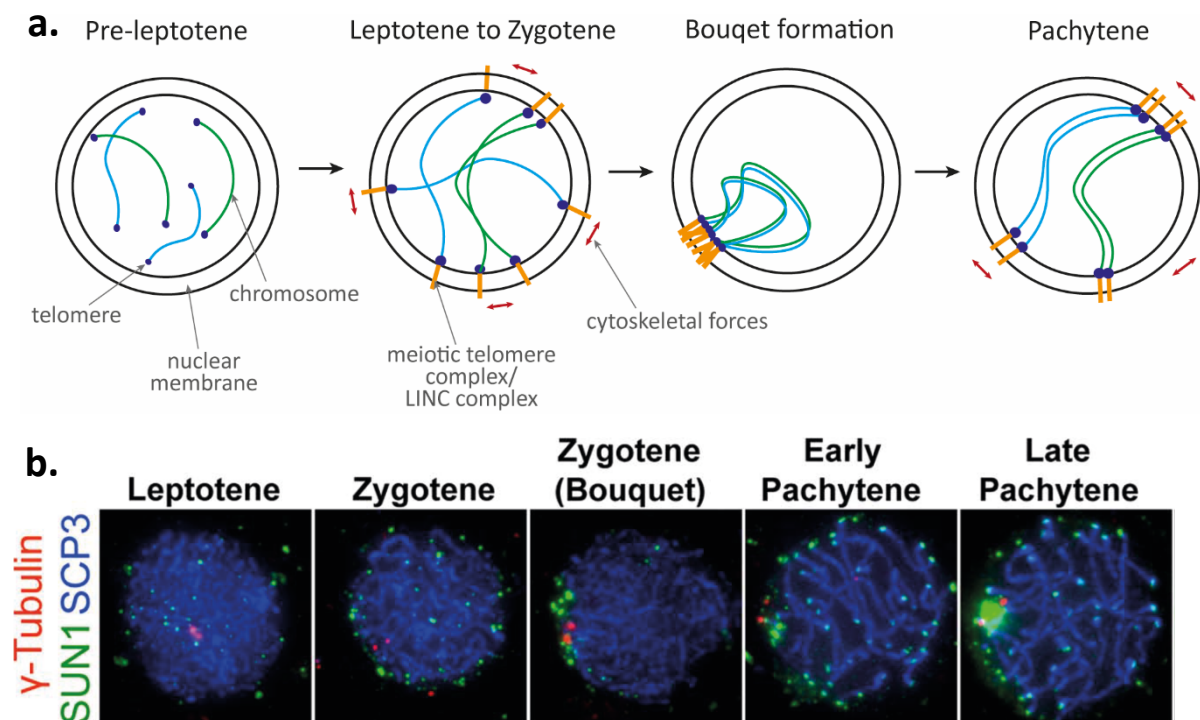 a.
Pre-leptotene
Leptotene to Zygotene
Bouqet formation
Pachytene
telomere
chromosome
nuclear
membrane
meiotic telomere
complex/
LINC complex
cytoskeletal forces
b.
Leptotene
Zygotene
Zygotene
(Bouquet)
Early
Pachytene
Late
Pachytene
γ-Tubulin
SUN1 SCP3